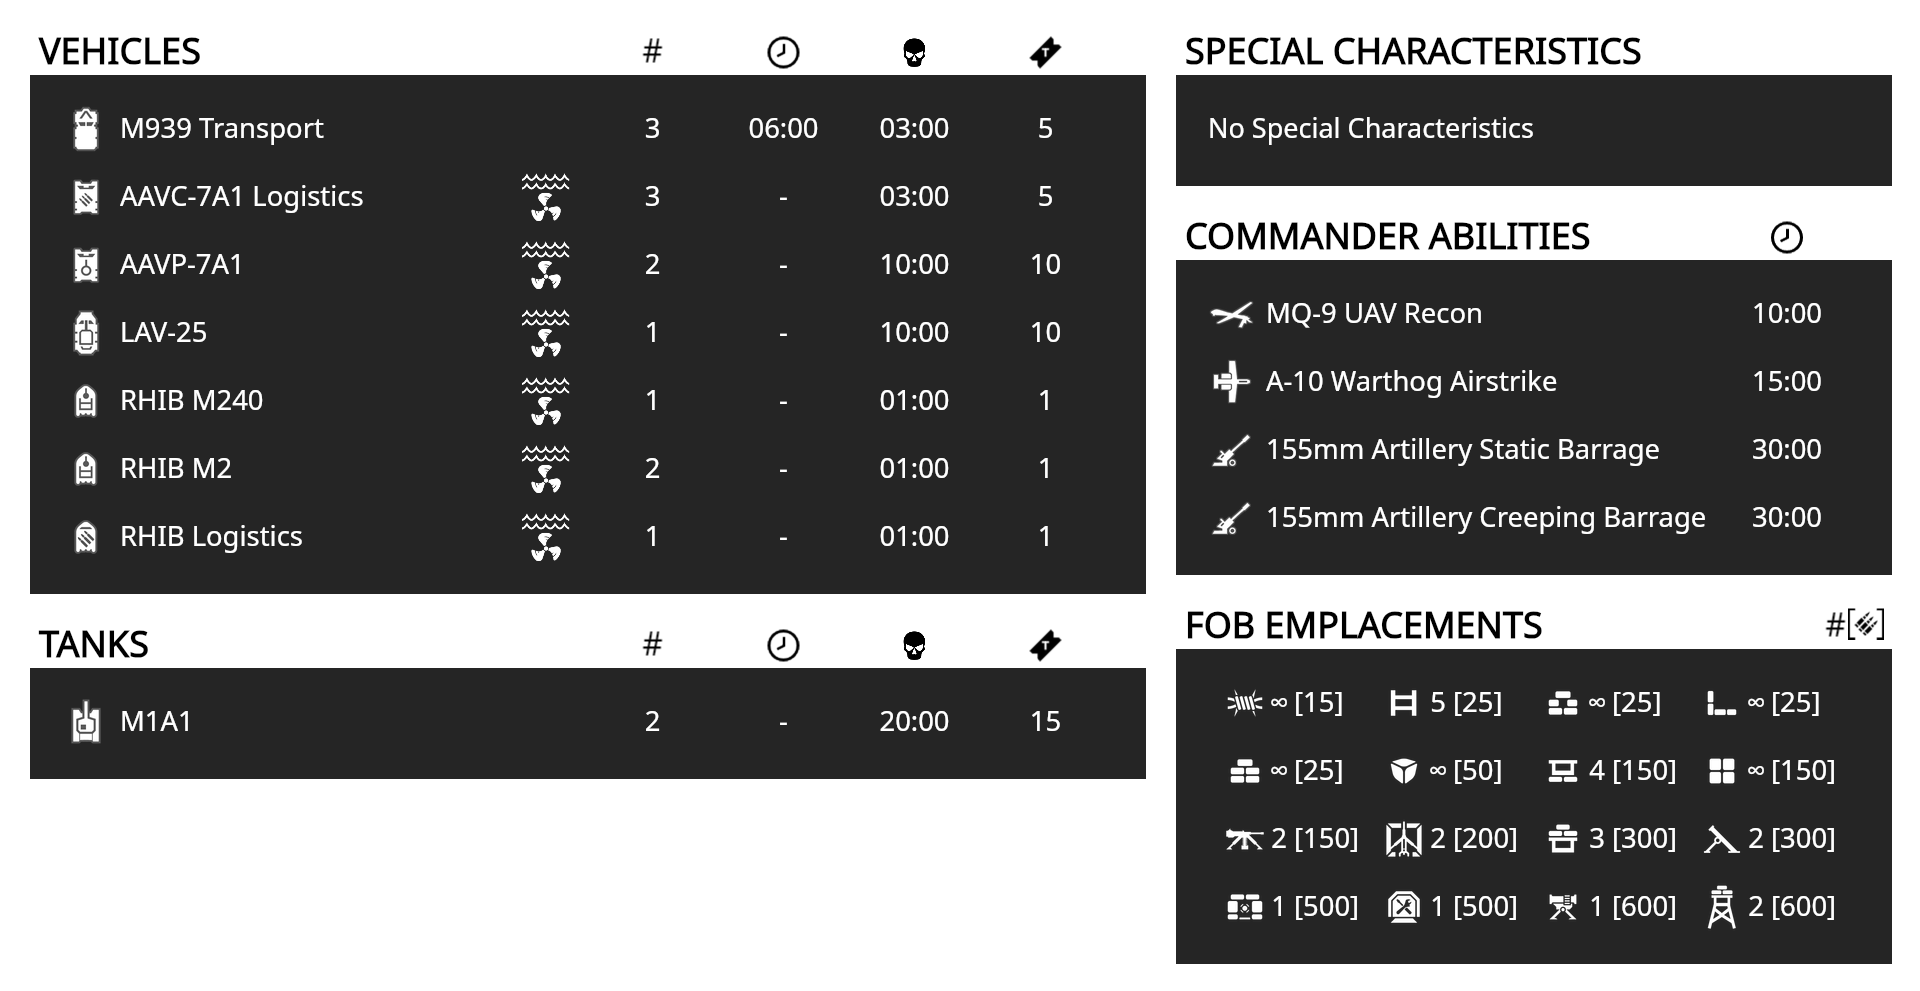 VEHICLES #
M939 Transport 3 06:00 03:00 5
AAVC-7A1 Logistics 3 - 03:00 5
AAVP-7A1 2 - 10:00 10
LAV-25 1 - 10:00 10
RHIB M240 1 - 01:00 1
RHIB M2 2 - 01:00 1
RHIB Logistics 1 - 01:00 1
TANKS #
M1A1 2 - 20:00 15
SPECIAL CHARACTERISTICS
No Special Characteristics
COMMANDER ABILITIES
MQ-9 UAV Recon 10:00
A-10 Warthog Airstrike 15:00
155mm Artillery Static Barrage 30:00
155mm Artillery Creeping Barrage 30:00
FOB EMPLACEMENTS #[ ]
∞ [15] 5 [25] ∞ [25] ∞ [25]
∞ [25] ∞ [50] 4 [150] ∞ [150]
2 [150] 2 [200] 3 [300] 2 [300]
1 [500] 1 [500] 1 [600] 2 [600]